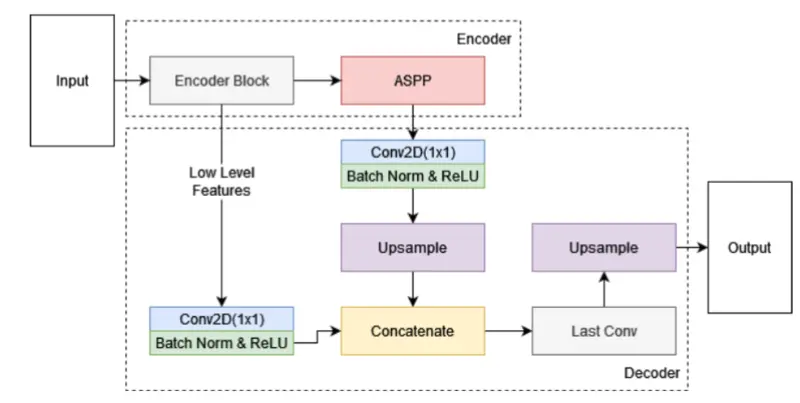 Encoder
Input
Encoder Block
ASPP
Conv2D(1x1)
Batch Norm & ReLU
Low Level
Features
Upsample
Upsample
Output
Conv2D(1x1)
Batch Norm & ReLU
Concatenate
Last Conv
Decoder